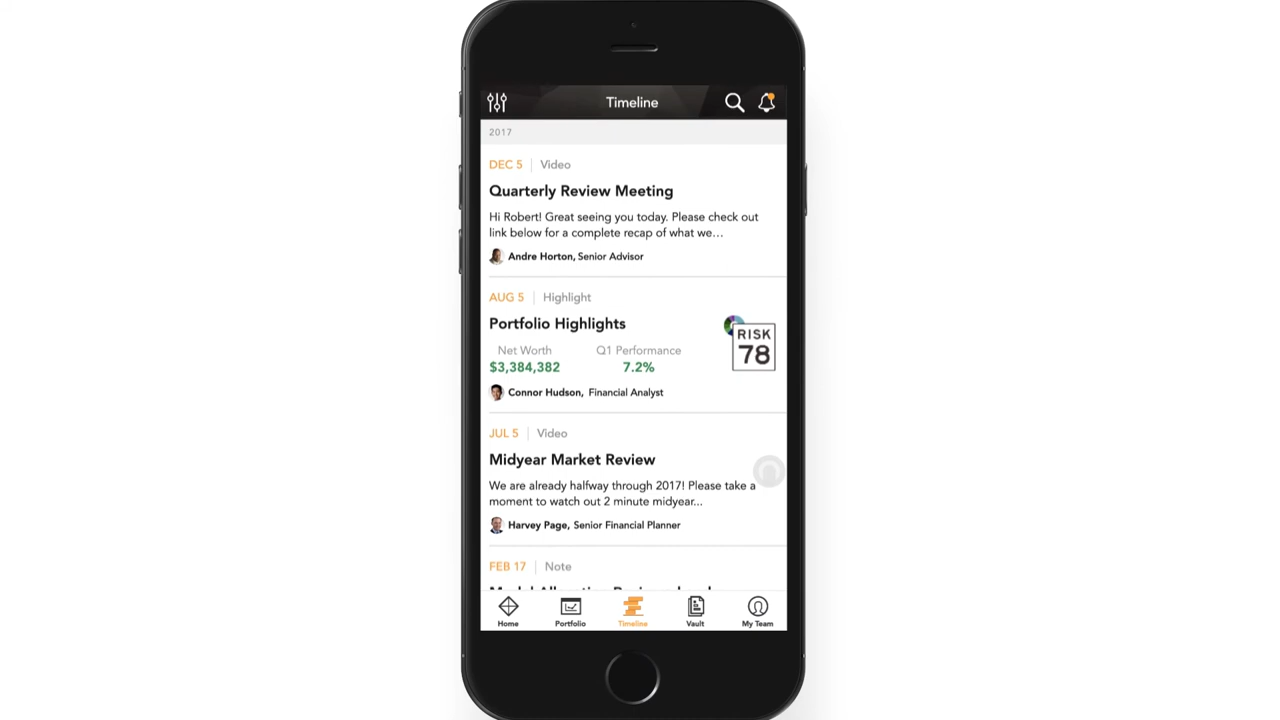 Timeline
2017
DEC 5 | Video
Quarterly Review Meeting
Hi Robert! Great seeing you today. Please check out
link below for a complete recap of what we...
Andre Horton, Senior Advisor
AUG 5 | Highlight
Portfolio Highlights
Net Worth Q1 Performance
$3,384,382 7.2%
RISK
78
Connor Hudson, Financial Analyst
JUL 5 | Video
Midyear Market Review
We are already halfway through 2017! Please take a
moment to watch out 2 minute midyear...
Harvey Page, Senior Financial Planner
FEB 17 | Note
Home Portfolio Timeline Vault My Team